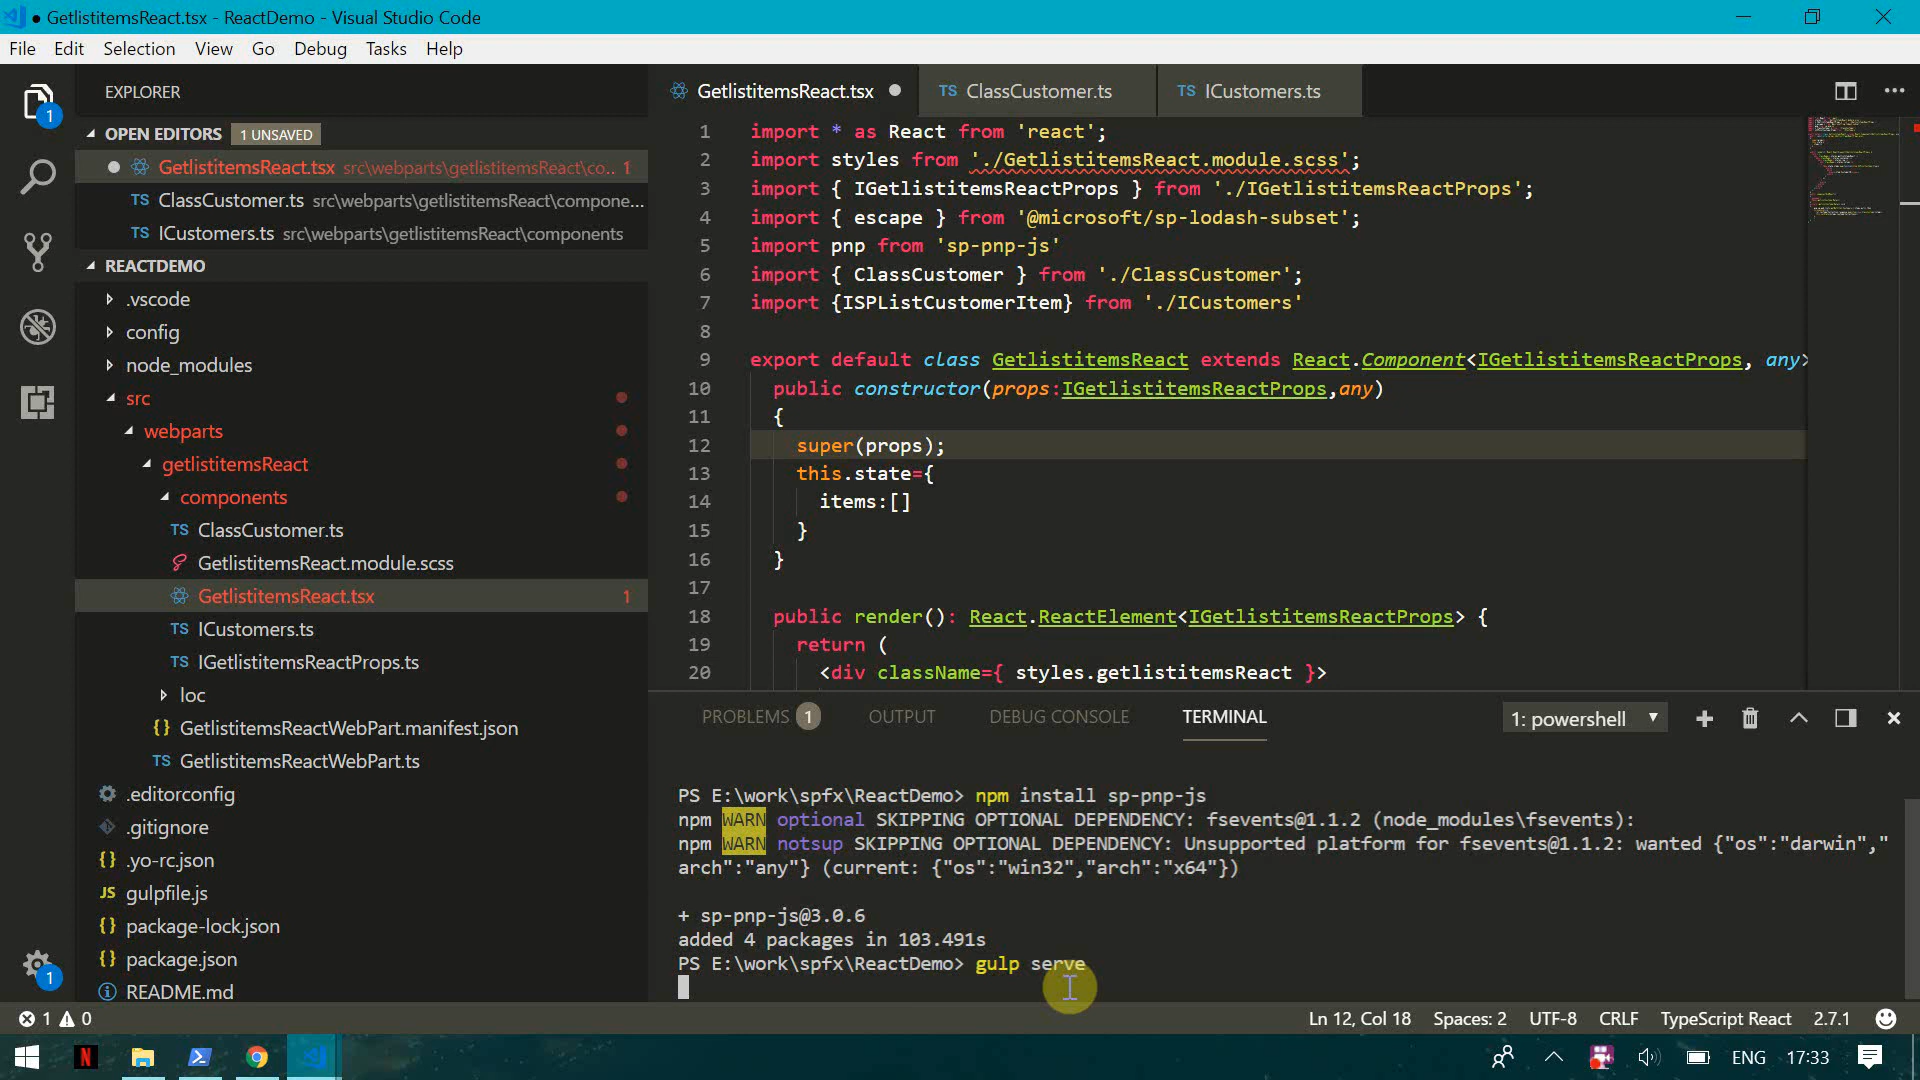 ● GetlistitemsReact.tsx - ReactDemo - Visual Studio Code
File Edit Selection View Go Debug Tasks Help
EXPLORER
OPEN EDITORS 1 UNSAVED
GetlistitemsReact.tsx src\webparts\getlistitemsReact\co... 1
TS ClassCustomer.ts src\webparts\getlistitemsReact\compone...
TS ICustomers.ts src\webparts\getlistitemsReact\components
REACTDEMO
.vscode
config
node_modules
src
webparts
getlistitemsReact
components
TS ClassCustomer.ts
GetlistitemsReact.module.scss
GetlistitemsReact.tsx 1
TS ICustomers.ts
TS IGetlistitemsReactProps.ts
loc
{} GetlistitemsReactWebPart.manifest.json
TS GetlistitemsReactWebPart.ts
.editorconfig
.gitignore
{} .yo-rc.json
JS gulpfile.js
{} package-lock.json
{} package.json
README.md
1
1
GetlistitemsReact.tsx
TS ClassCustomer.ts
TS ICustomers.ts
1 import * as React from 'react';
2 import styles from './GetlistitemsReact.module.scss';
3 import { IGetlistitemsReactProps } from './IGetlistitemsReactProps';
4 import { escape } from '@microsoft/sp-lodash-subset';
5 import pnp from 'sp-pnp-js'
6 import { ClassCustomer } from './ClassCustomer';
7 import {ISPListCustomerItem} from './ICustomers'
8
9 export default class GetlistitemsReact extends React.Component<IGetlistitemsReactProps, any>
10 public constructor(props:IGetlistitemsReactProps,any)
11 {
12 super(props);
13 this.state={
14 items:[]
15 }
16 }
17
18 public render(): React.ReactElement<IGetlistitemsReactProps> {
19 return (
20 <div className={ styles.getlistitemsReact }>
PROBLEMS 1 OUTPUT DEBUG CONSOLE TERMINAL 1: powershell
PS E:\work\spfx\ReactDemo> npm install sp-pnp-js
npm WARN optional SKIPPING OPTIONAL DEPENDENCY: fsevents@1.1.2 (node_modules\fsevents):
npm WARN notsup SKIPPING OPTIONAL DEPENDENCY: Unsupported platform for fsevents@1.1.2: wanted {"os":"darwin","
arch":"any"} (current: {"os":"win32","arch":"x64"})
+ sp-pnp-js@3.0.6
added 4 packages in 103.491s
PS E:\work\spfx\ReactDemo> gulp serve
1 0
Ln 12, Col 18 Spaces: 2 UTF-8 CRLF TypeScript React 2.7.1
N
ENG 17:33